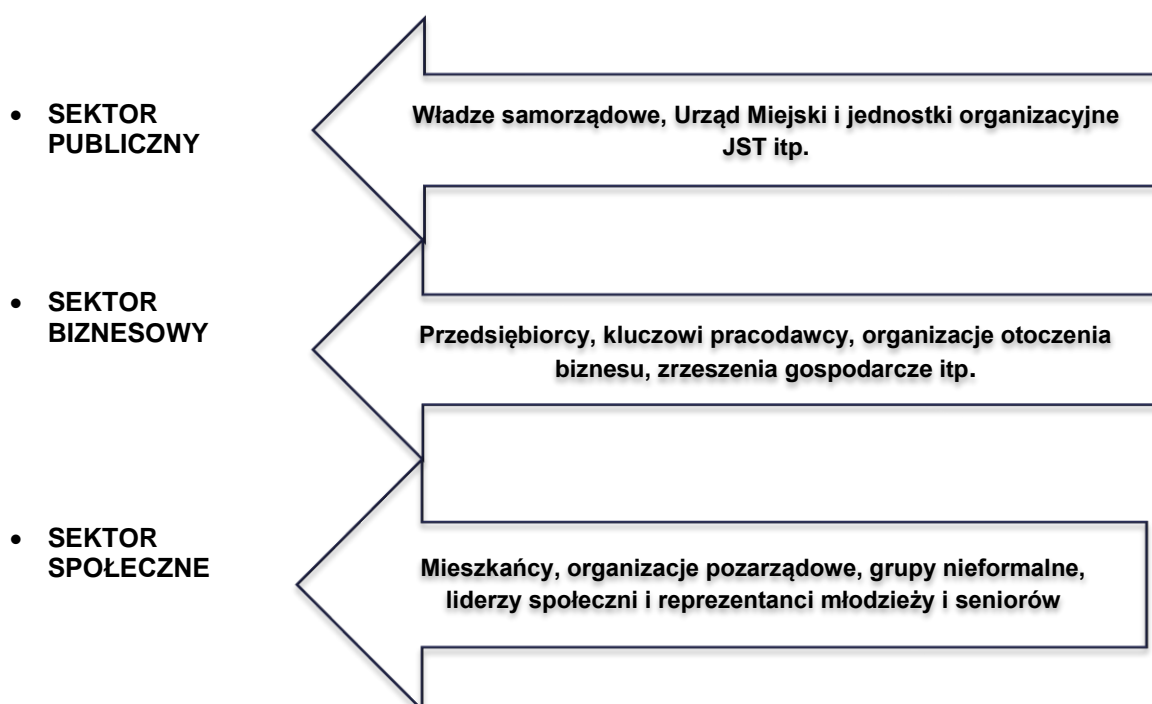 • SEKTOR
PUBLICZNY
Władze samorządowe, Urząd Miejski i jednostki organizacyjne
JST itp.
• SEKTOR
BIZNESOWY
Przedsiębiorcy, kluczowi pracodawcy, organizacje otoczenia
biznesu, zrzeszenia gospodarcze itp.
• SEKTOR
SPOŁECZNE
Mieszkańcy, organizacje pozarządowe, grupy nieformalne,
liderzy społeczni i reprezentanci młodzieży i seniorów